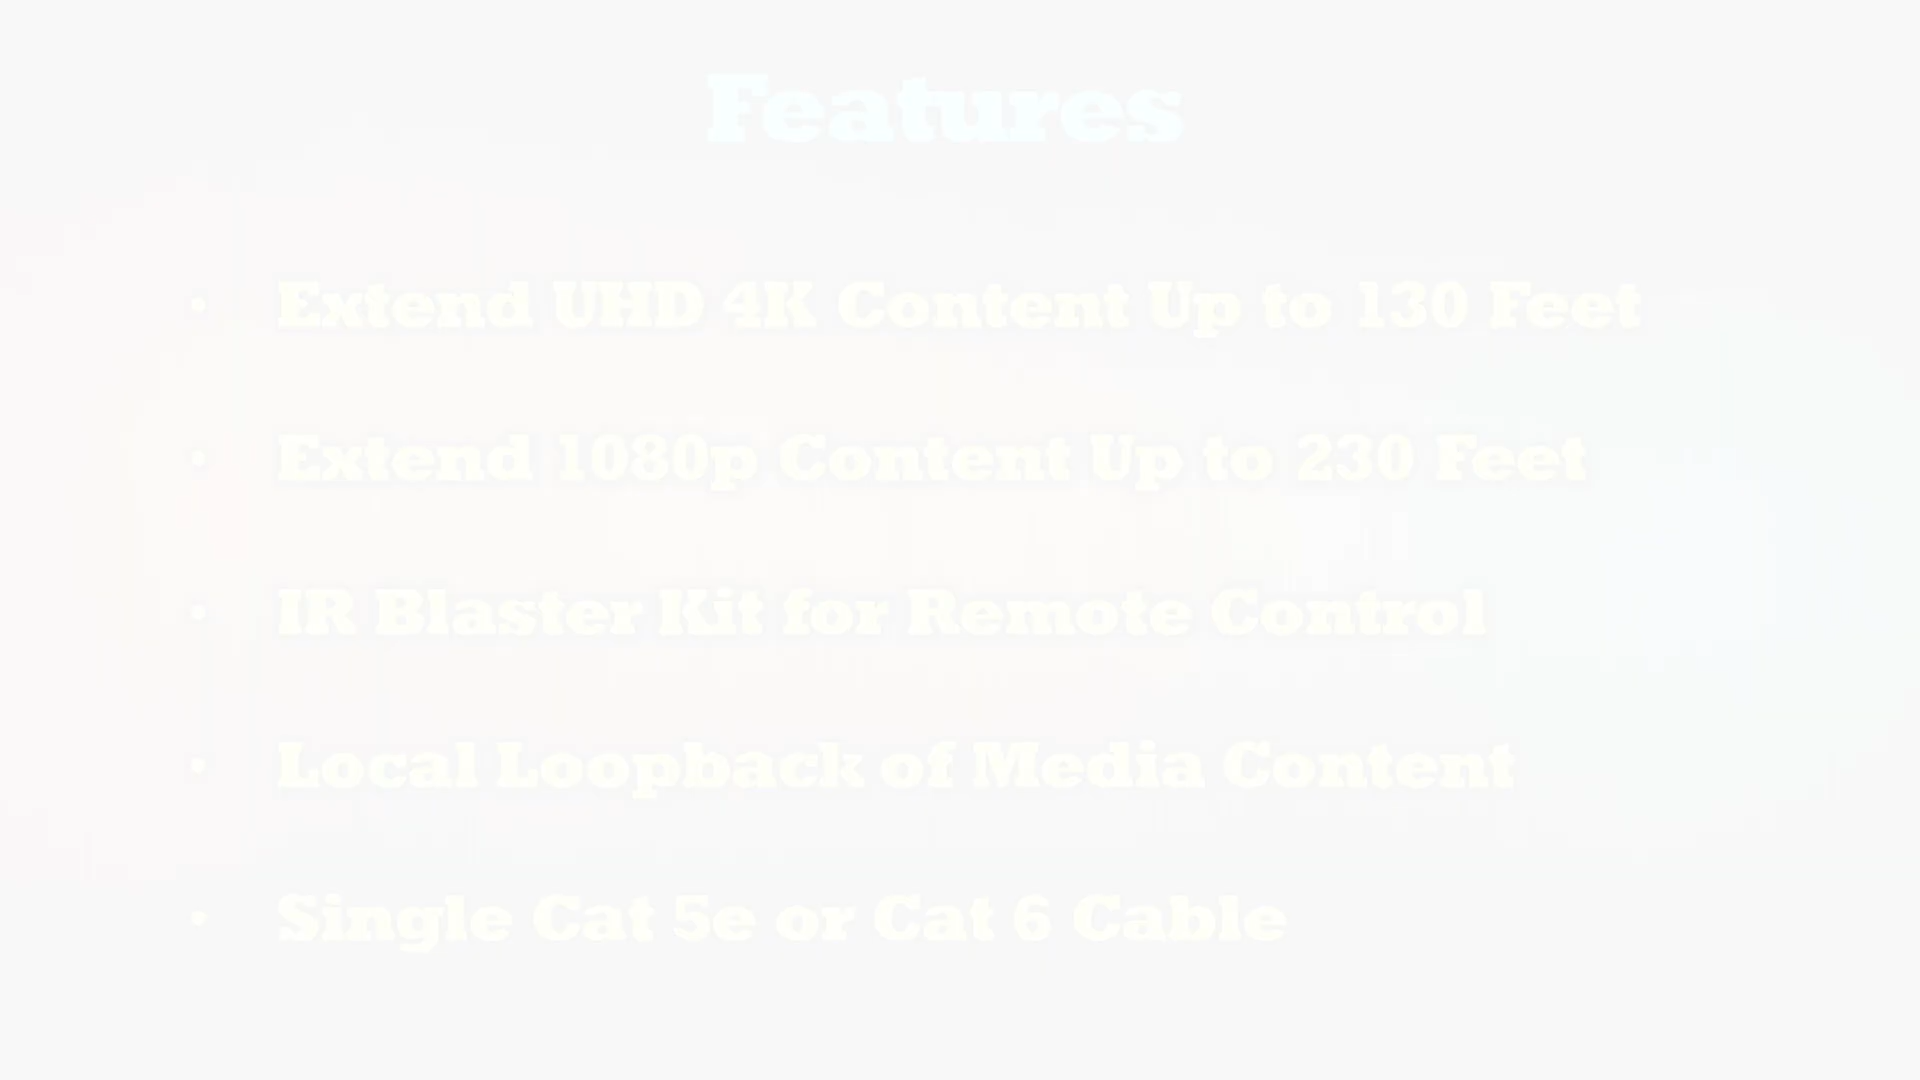 Features
• Extend UHD 4K Content Up to 130 Feet
• Extend 1080p Content Up to 230 Feet
• IR Blaster Kit for Remote Control
• Local Loopback of Media Content
• Single Cat 5e or Cat 6 Cable